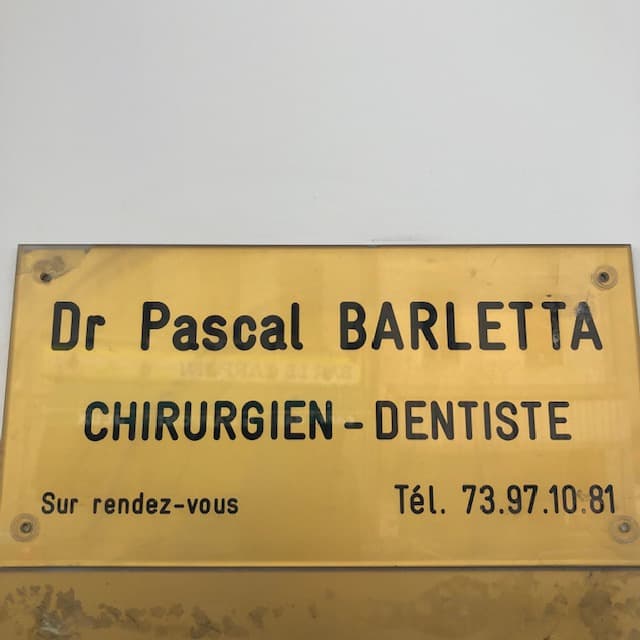 Dr Pascal BARLETTA
CHIRURGIEN - DENTISTE
Sur rendez-vous Tél. 73.97.10.81